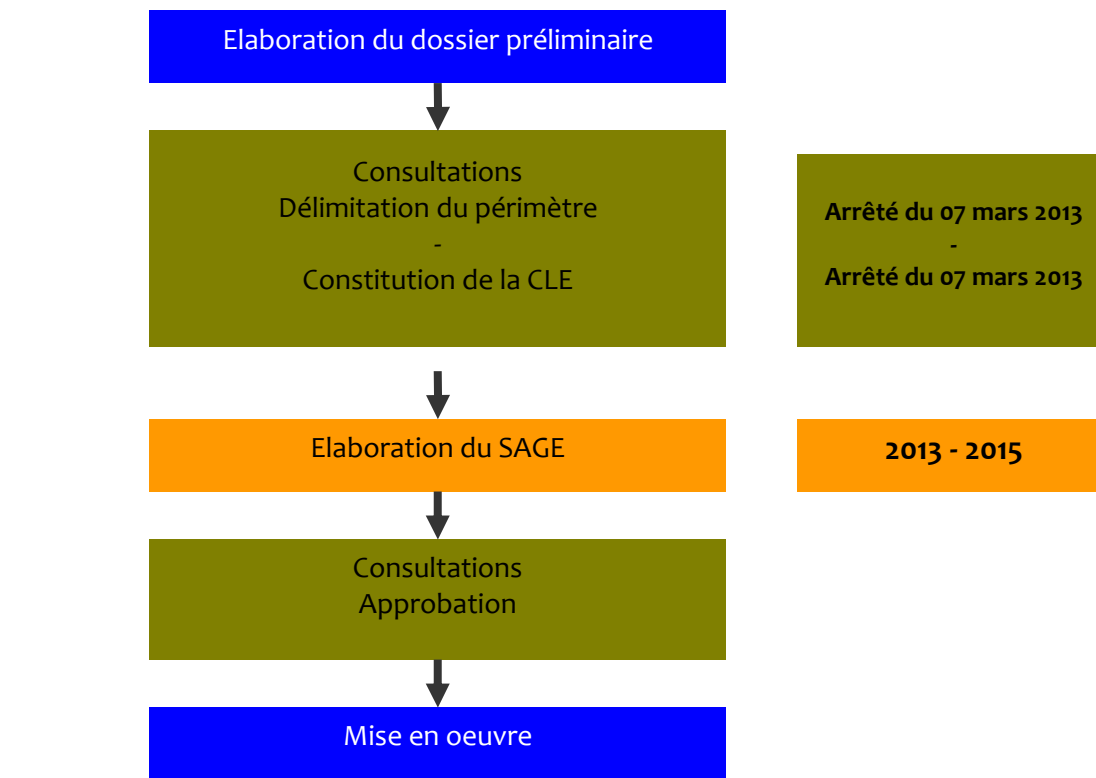 Elaboration du dossier préliminaire
Consultations
Délimitation du périmètre
-
Constitution de la CLE
Arrêté du 07 mars 2013
-
Arrêté du 07 mars 2013
Elaboration du SAGE
2013 - 2015
Consultations
Approbation
Mise en oeuvre